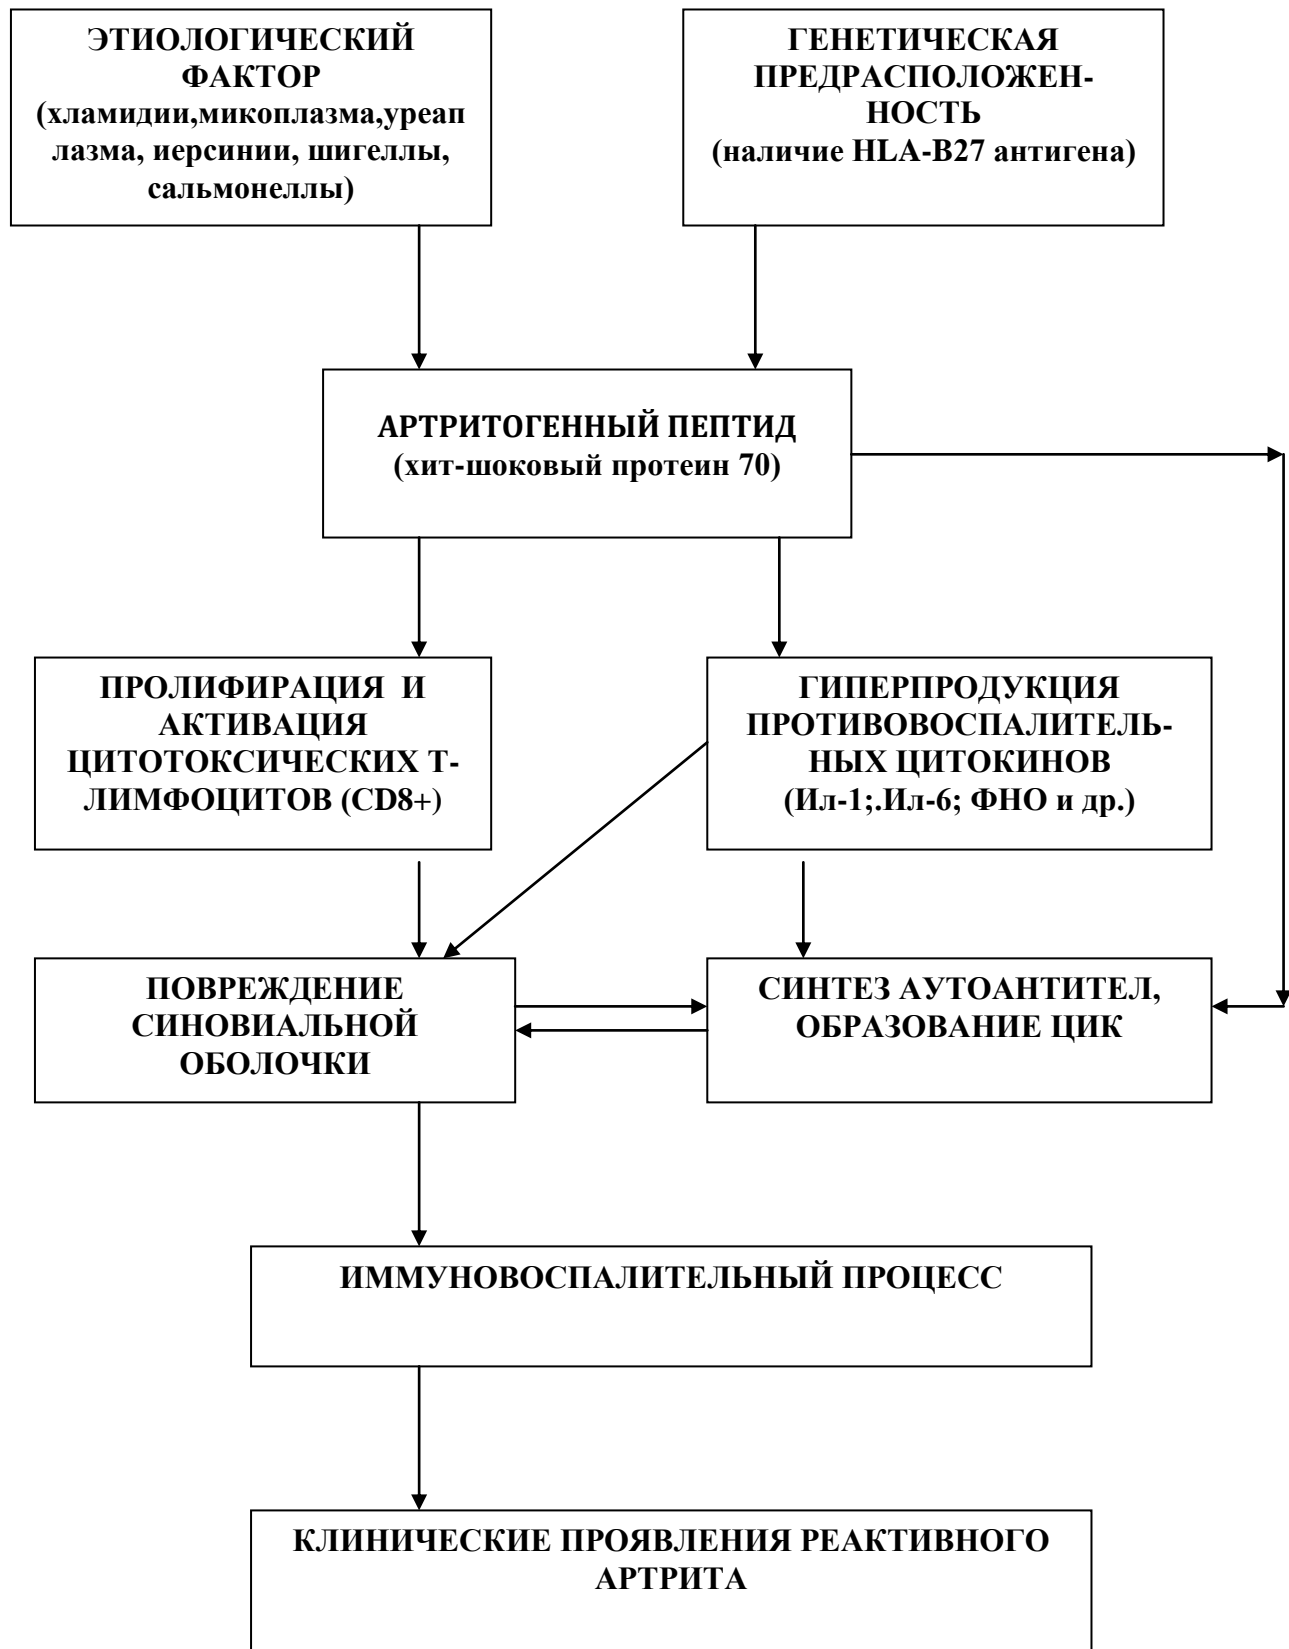 ЭТИОЛОГИЧЕСКИЙ
ФАКТОР
(хламидии,микоплазма,уреап
лазма, иерсинии, шигеллы,
сальмонеллы)
ГЕНЕТИЧЕСКАЯ
ПРЕДРАСПОЛОЖЕН-
НОСТЬ
(наличие HLA-B27 антигена)
АРТРИТОГЕННЫЙ ПЕПТИД
(хит-шоковый протеин 70)
ПРОЛИФИРАЦИЯ И
АКТИВАЦИЯ
ЦИТОТОКСИЧЕСКИХ Т-
ЛИМФОЦИТОВ (CD8+)
ГИПЕРПРОДУКЦИЯ
ПРОТИВОВОСПАЛИТЕЛЬ-
НЫХ ЦИТОКИНОВ
(Ил-1;.Ил-6; ФНО и др.)
ПОВРЕЖДЕНИЕ
СИНОВИАЛЬНОЙ
ОБОЛОЧКИ
СИНТЕЗ АУТОАНТИТЕЛ,
ОБРАЗОВАНИЕ ЦИК
ИММУНОВОСПАЛИТЕЛЬНЫЙ ПРОЦЕСС
КЛИНИЧЕСКИЕ ПРОЯВЛЕНИЯ РЕАКТИВНОГО
АРТРИТА